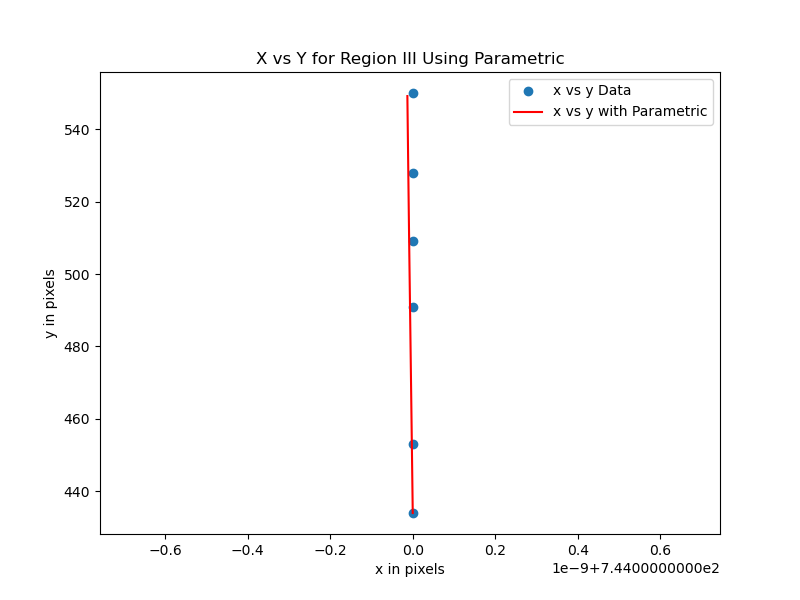 X vs Y for Region III Using Parametric
x vs y Data
x vs y with Parametric
540
520
500
480
460
440
y in pixels
−0.6 −0.4 −0.2 0.0 0.2 0.4 0.6
x in pixels
1e−9+7.4400000000e2